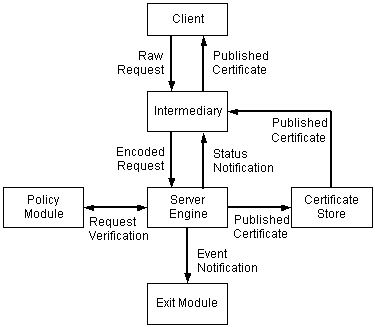 Client
Raw
Request
Published
Certificate
Intermediary
Published
Certificate
Encoded
Request
Status
Notification
Policy
Module
Request
Verification
Server
Engine
Published
Certificate
Certificate
Store
Event
Notification
Exit Module